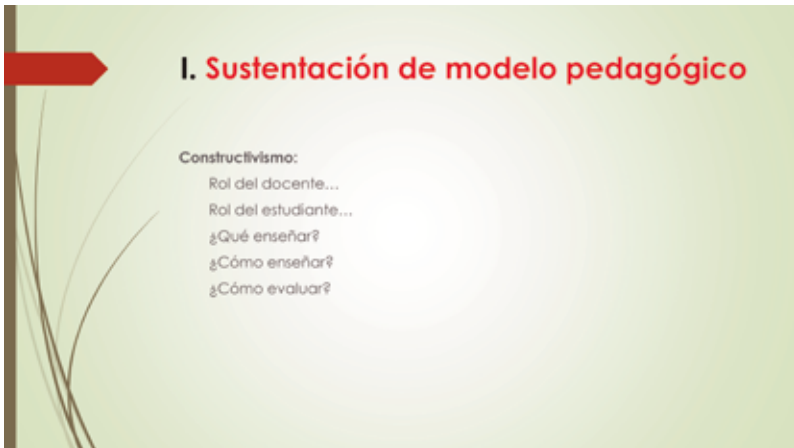 I. Sustentación de modelo pedagógico
Constructivismo:
Rol del docente...
Rol del estudiante...
¿Qué enseñar?
¿Cómo enseñar?
¿Cómo evaluar?